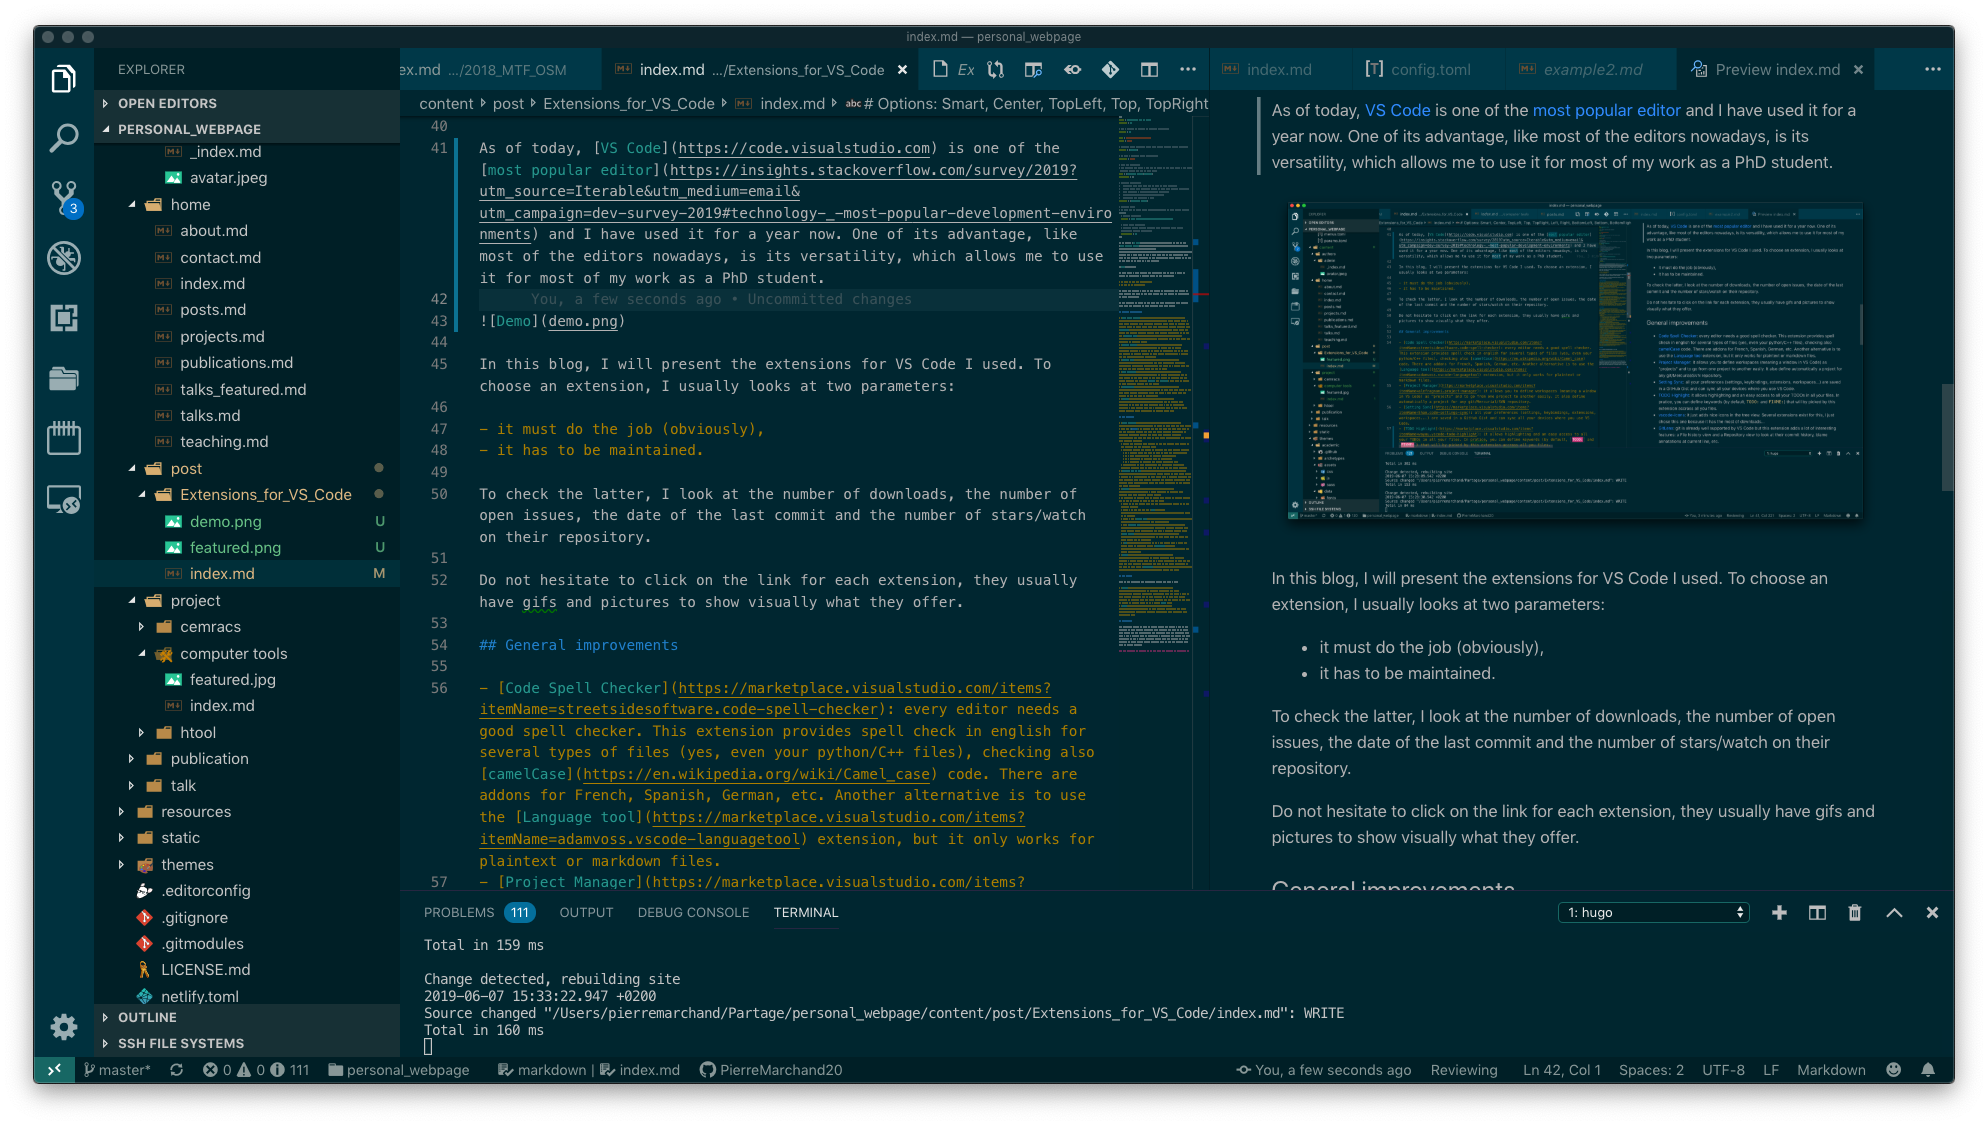 index.md — personal_webpage
EXPLORER
OPEN EDITORS
PERSONAL_WEBPAGE
_index.md
avatar.jpeg
home
about.md
contact.md
index.md
posts.md
projects.md
publications.md
talks_featured.md
talks.md
teaching.md
post
Extensions_for_VS_Code
demo.png U
featured.png U
index.md M
project
cemracs
computer tools
featured.jpg
index.md
htool
publication
talk
resources
static
themes
.editorconfig
.gitignore
.gitmodules
LICENSE.md
netlify.toml
OUTLINE
SSH FILE SYSTEMS
3
ex.md .../2018_MTF_OSM
index.md .../Extensions_for_VS_Code
Ex
content post Extensions_for_VS_Code index.md abc # Options: Smart, Center, TopLeft, Top, TopRight
40
41 As of today, [VS Code](https://code.visualstudio.com) is one of the
[most popular editor](https://insights.stackoverflow.com/survey/2019?
utm_source=Iterable&utm_medium=email&
utm_campaign=dev-survey-2019#technology-_-most-popular-development-enviro
nments) and I have used it for a year now. One of its advantage, like
most of the editors nowadays, is its versatility, which allows me to use
it for most of my work as a PhD student.
42 You, a few seconds ago • Uncommitted changes
43 ![Demo](demo.png)
44
45 In this blog, I will present the extensions for VS Code I used. To
choose an extension, I usually looks at two parameters:
46
47 - it must do the job (obviously),
48 - it has to be maintained.
49
50 To check the latter, I look at the number of downloads, the number of
open issues, the date of the last commit and the number of stars/watch
on their repository.
51
52 Do not hesitate to click on the link for each extension, they usually
have gifs and pictures to show visually what they offer.
53
54 ## General improvements
55
56 - [Code Spell Checker](https://marketplace.visualstudio.com/items?
itemName=streetsidesoftware.code-spell-checker): every editor needs a
good spell checker. This extension provides spell check in english for
several types of files (yes, even your python/C++ files), checking also
[camelCase](https://en.wikipedia.org/wiki/Camel_case) code. There are
addons for French, Spanish, German, etc. Another alternative is to use
the [Language tool](https://marketplace.visualstudio.com/items?
itemName=adamvoss.vscode-languagetool) extension, but it only works for
plaintext or markdown files.
57 - [Project Manager](https://marketplace.visualstudio.com/items?
index.md
config.toml
example2.md
Preview index.md
As of today, VS Code is one of the most popular editor and I have used it for a
year now. One of its advantage, like most of the editors nowadays, is its
versatility, which allows me to use it for most of my work as a PhD student.
In this blog, I will present the extensions for VS Code I used. To choose an
extension, I usually looks at two parameters:
• it must do the job (obviously),
• it has to be maintained.
To check the latter, I look at the number of downloads, the number of open
issues, the date of the last commit and the number of stars/watch on their
repository.
Do not hesitate to click on the link for each extension, they usually have gifs and
pictures to show visually what they offer.
General improvements
PROBLEMS 111 OUTPUT DEBUG CONSOLE TERMINAL
1: hugo
Total in 159 ms
Change detected, rebuilding site
2019-06-07 15:33:22.947 +0200
Source changed "/Users/pierremarchand/Partage/personal_webpage/content/post/Extensions_for_VS_Code/index.md": WRITE
Total in 160 ms
master* 0 0 111 personal_webpage markdown | index.md PierreMarchand20
You, a few seconds ago Reviewing Ln 42, Col 1 Spaces: 2 UTF-8 LF Markdown